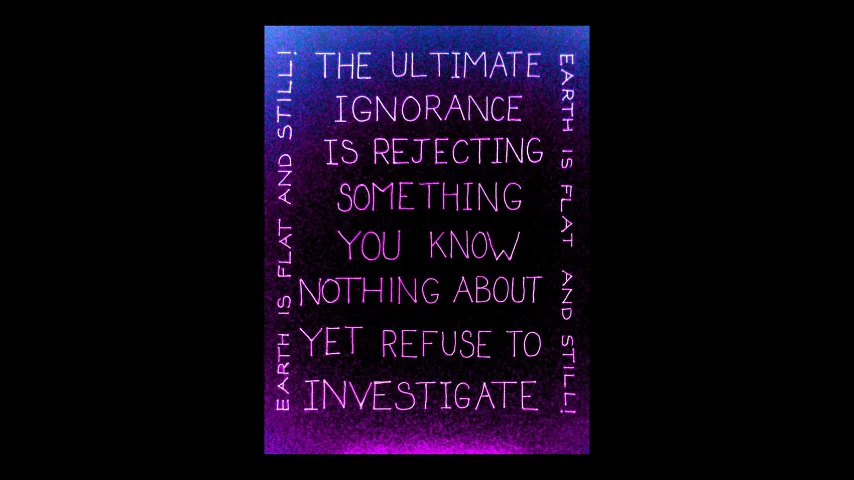 EARTH IS FLAT AND STILL!
THE ULTIMATE
IGNORANCE
IS REJECTING
SOMETHING
YOU KNOW
NOTHING ABOUT
YET REFUSE TO
INVESTIGATE
EARTH IS FLAT AND STILL!